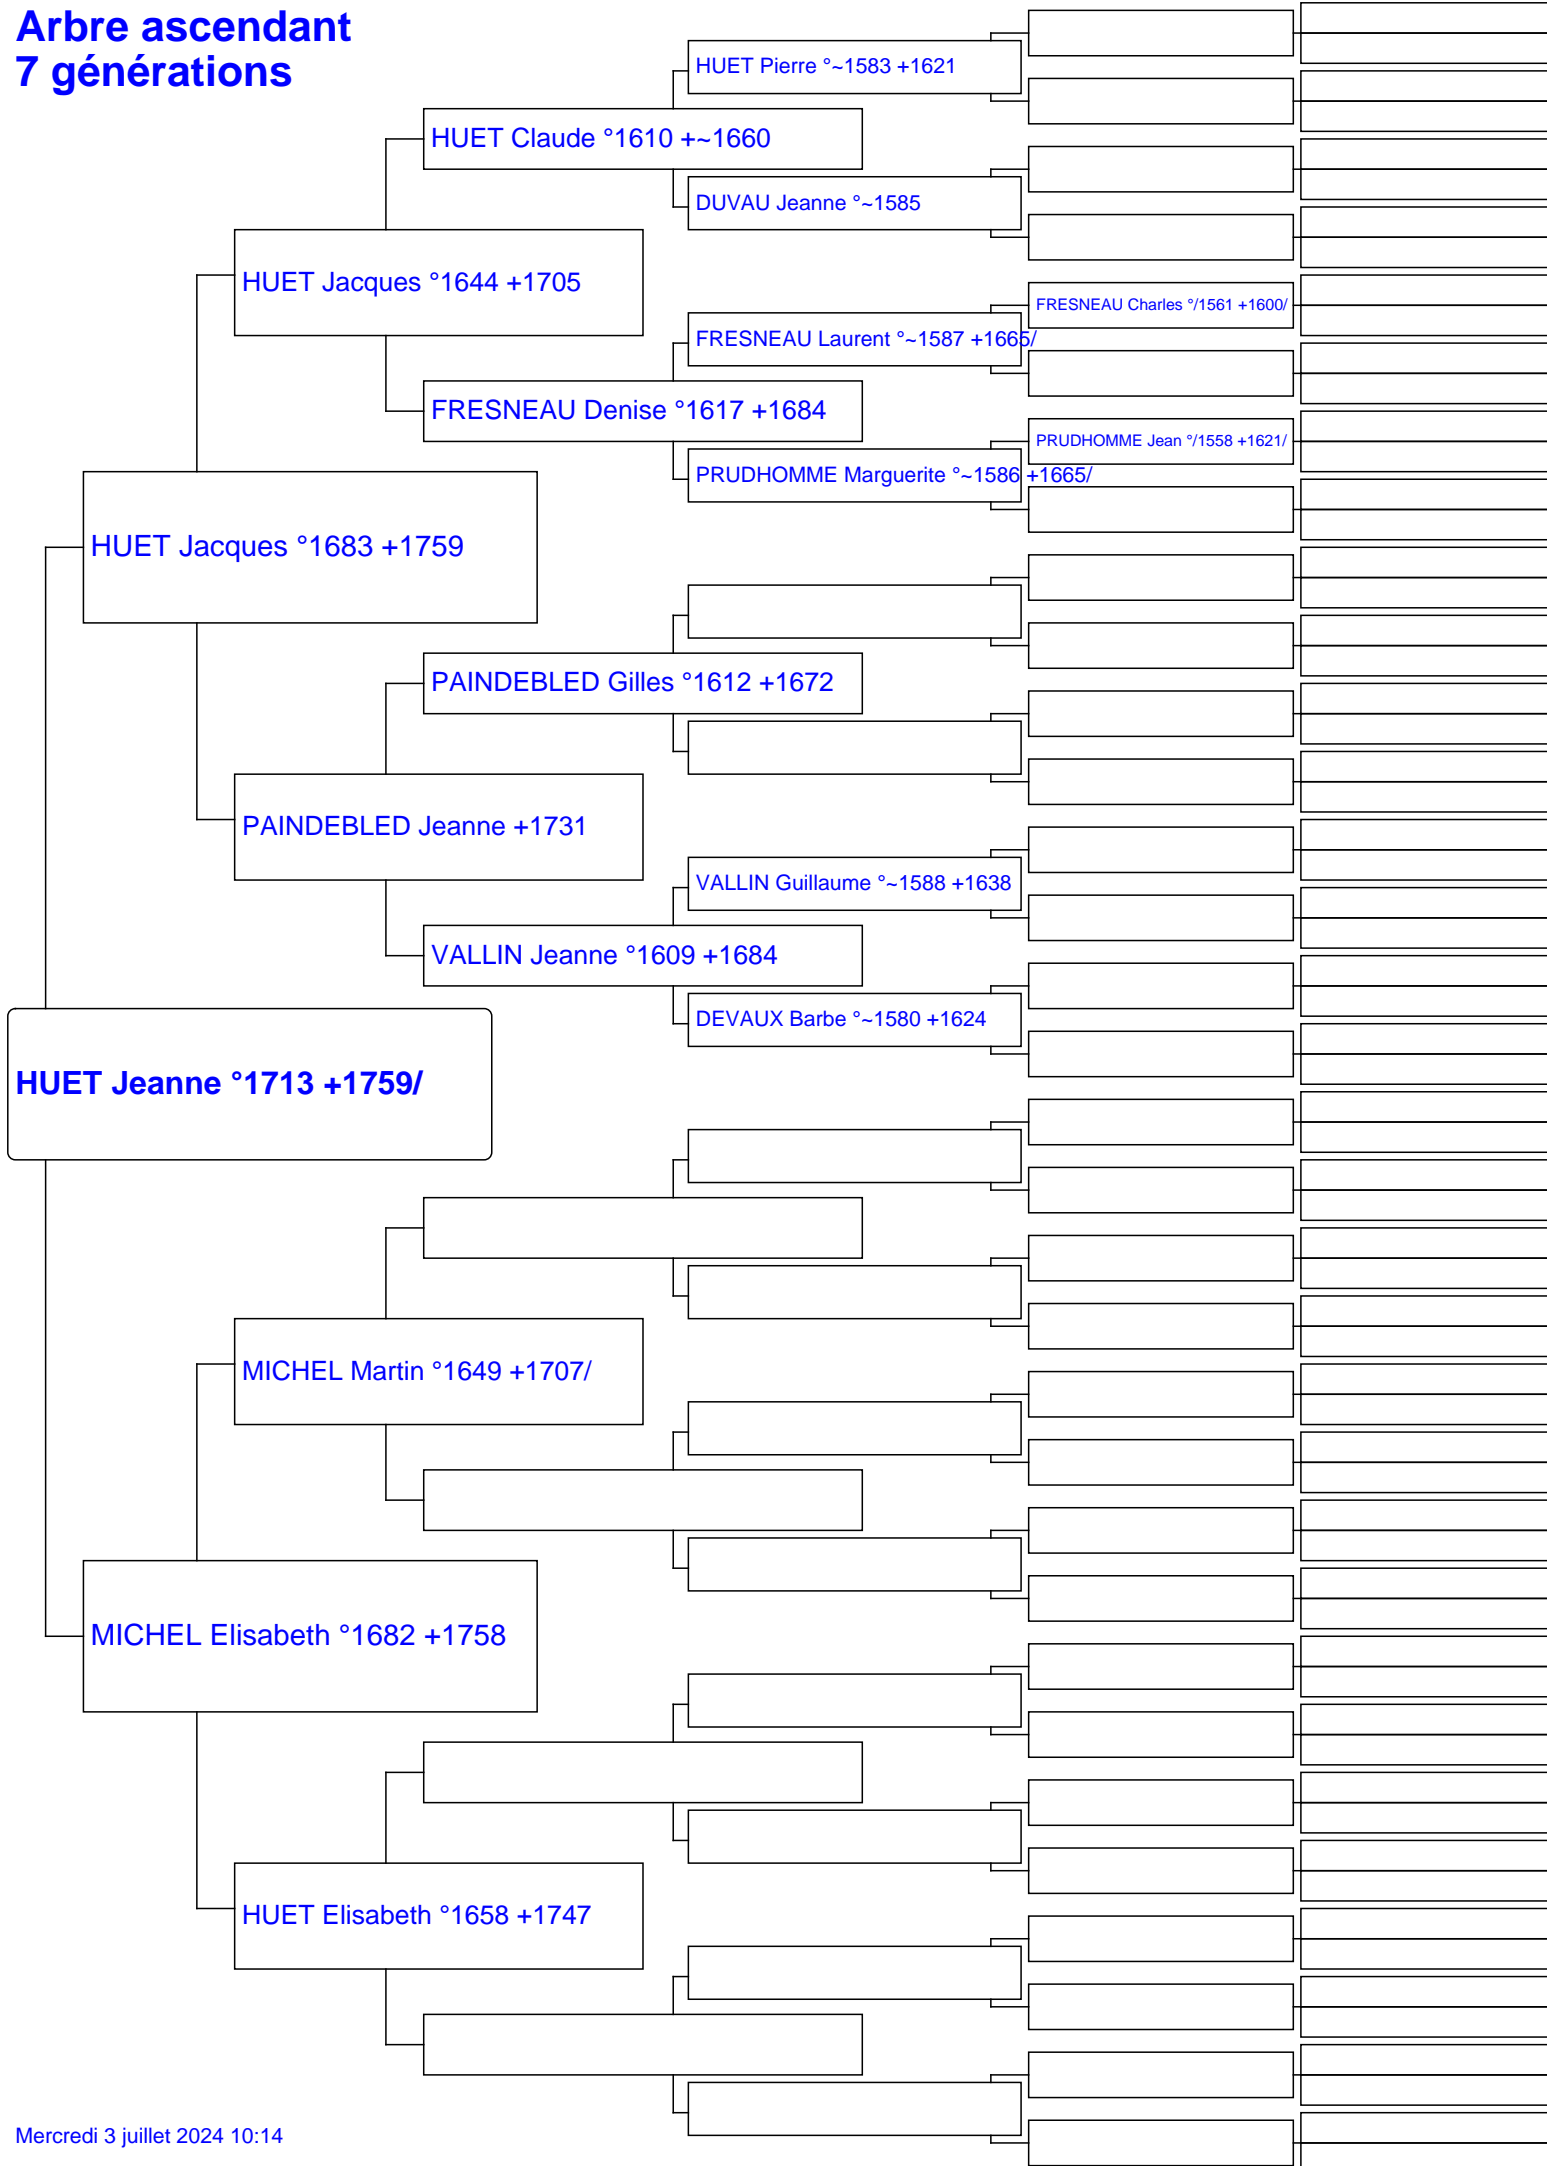 Arbre ascendant
7 générations
HUET Pierre °~1583 +1621
HUET Claude °1610 +~1660
DUVAU Jeanne °~1585
HUET Jacques °1644 +1705
FRESNEAU Charles °/1561 +1600/
FRESNEAU Laurent °~1587 +1665/
FRESNEAU Denise °1617 +1684
PRUDHOMME Jean °/1558 +1621/
PRUDHOMME Marguerite °~1586 +1665/
HUET Jacques °1683 +1759
PAINDEBLED Gilles °1612 +1672
PAINDEBLED Jeanne +1731
VALLIN Guillaume °~1588 +1638
VALLIN Jeanne °1609 +1684
DEVAUX Barbe °~1580 +1624
HUET Jeanne °1713 +1759/
MICHEL Martin °1649 +1707/
MICHEL Elisabeth °1682 +1758
HUET Elisabeth °1658 +1747
Mercredi 3 juillet 2024 10:14